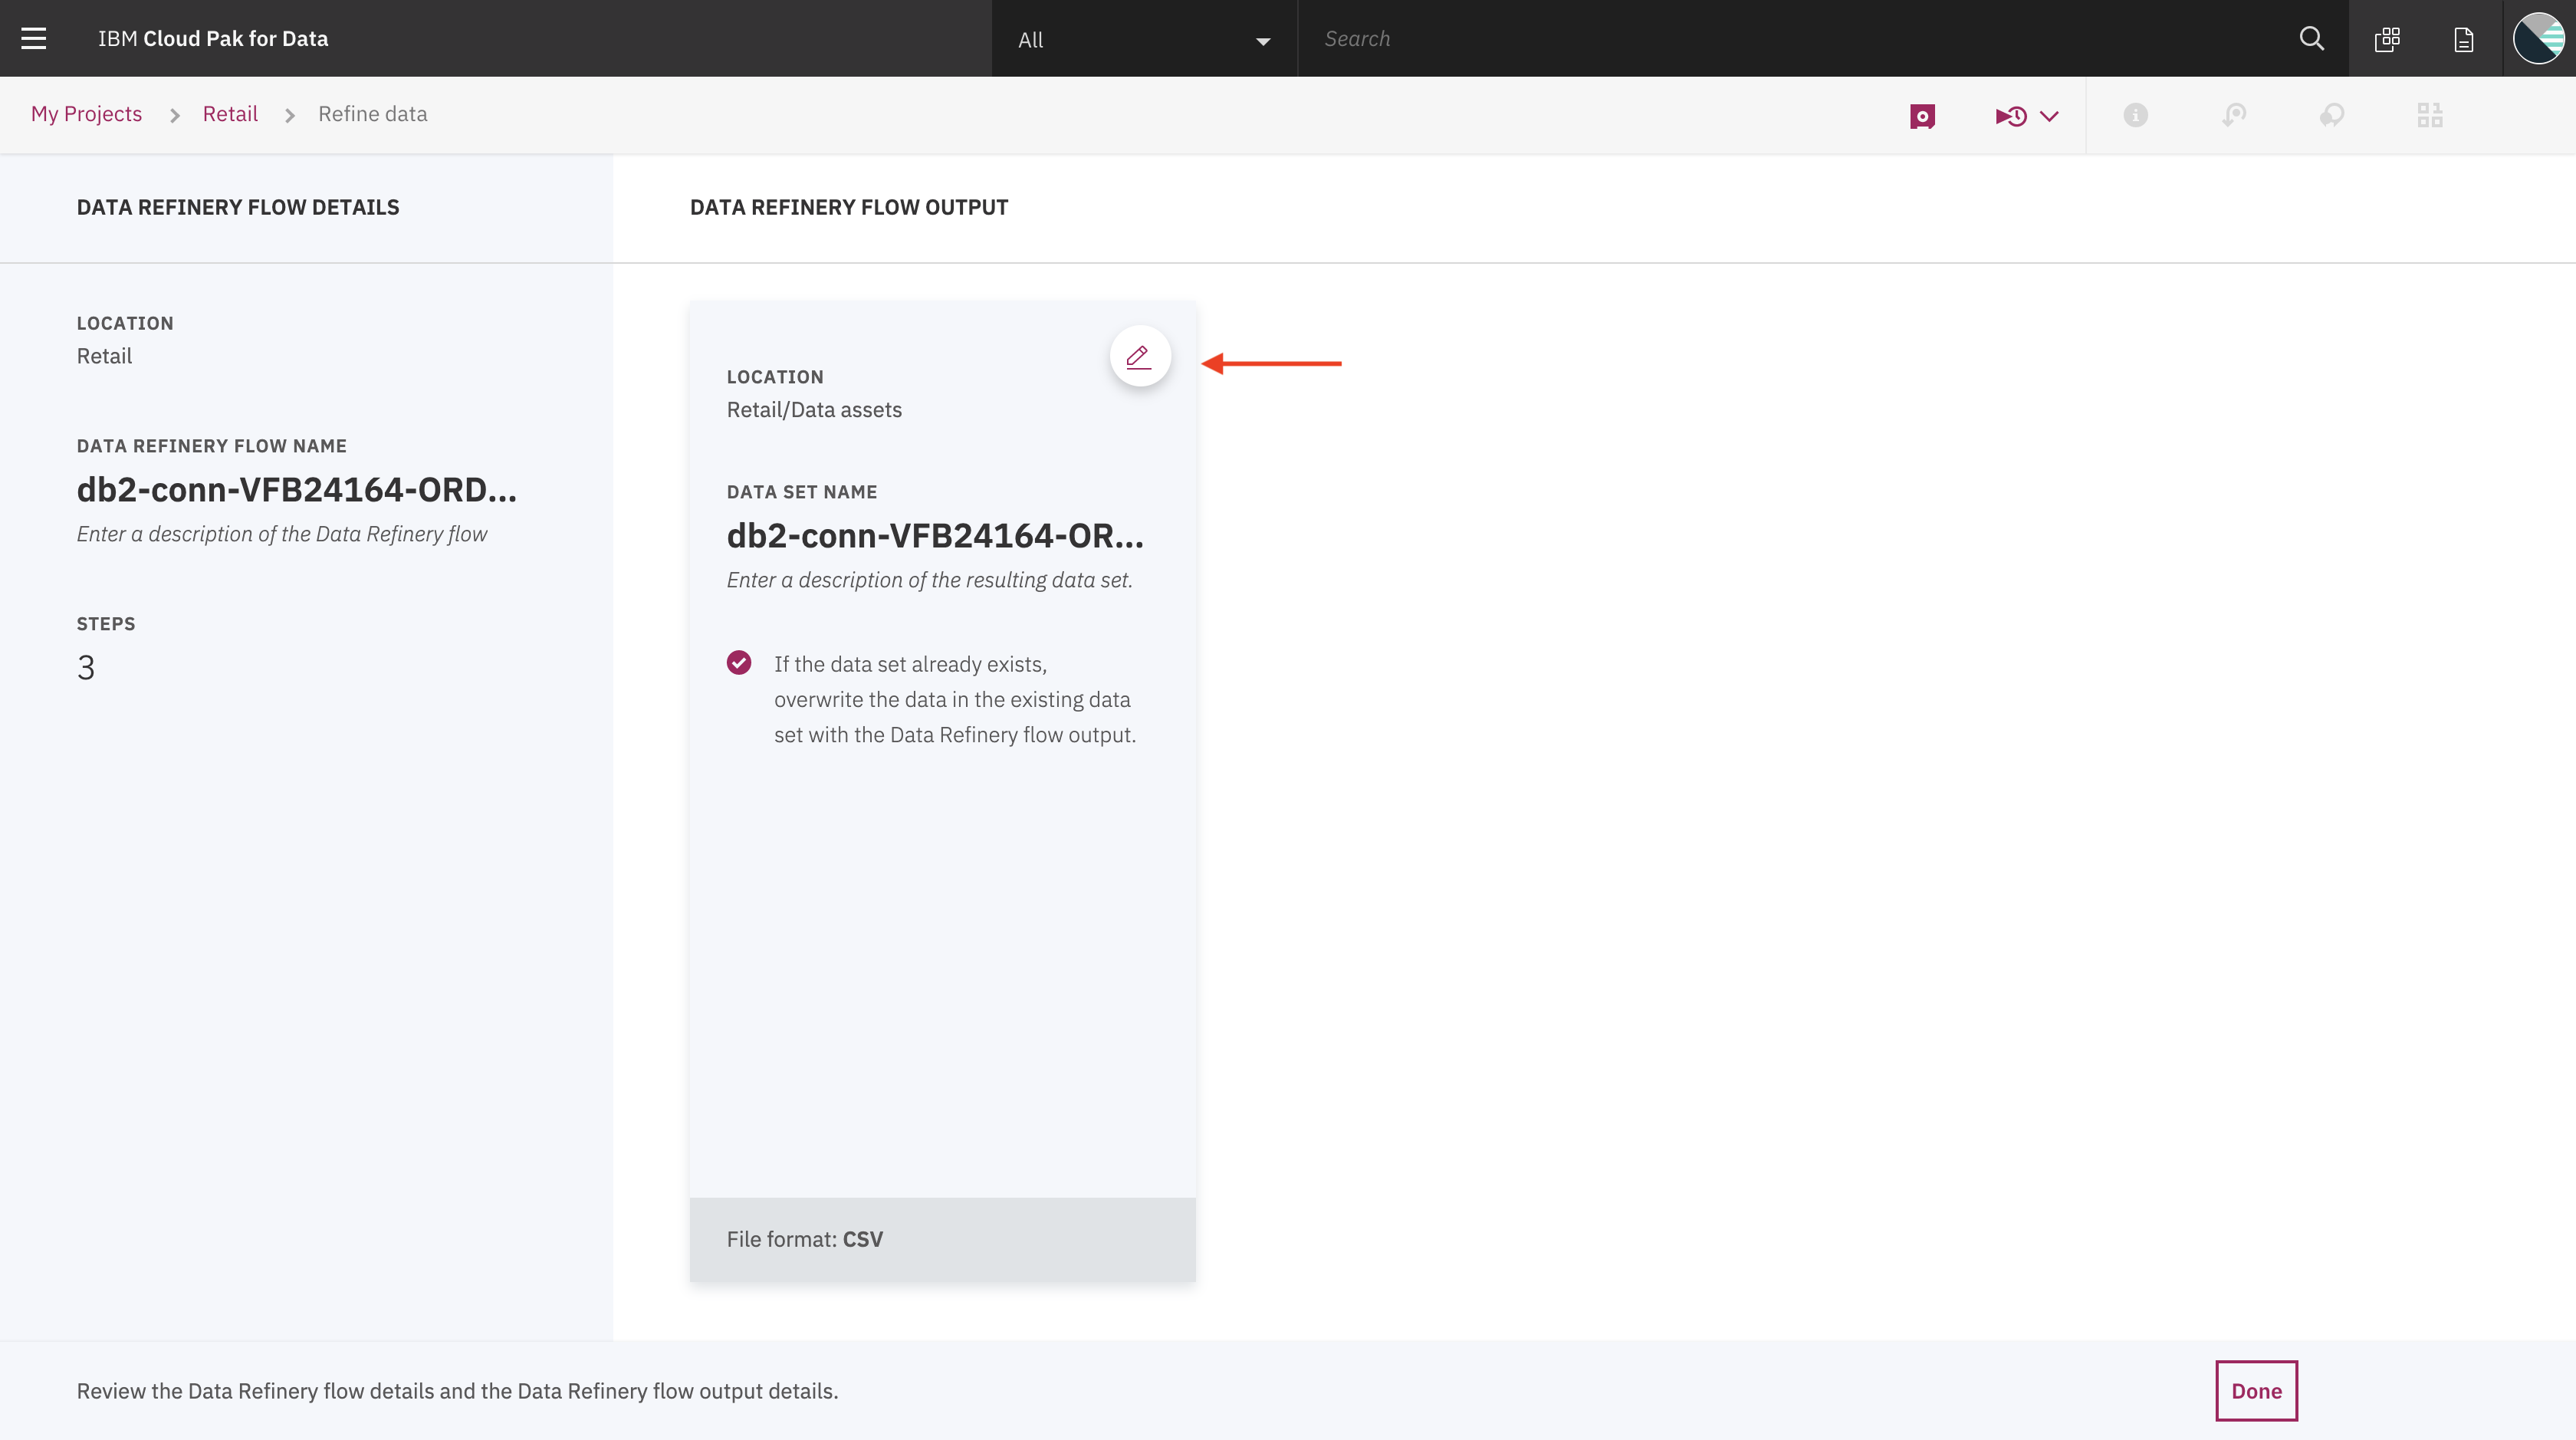 IBM Cloud Pak for Data
All
Search
My Projects > Retail > Refine data
DATA REFINERY FLOW DETAILS
LOCATION
Retail
DATA REFINERY FLOW NAME
db2-conn-VFB24164-ORD...
Enter a description of the Data Refinery flow
STEPS
3
DATA REFINERY FLOW OUTPUT
LOCATION
Retail/Data assets
DATA SET NAME
db2-conn-VFB24164-OR...
Enter a description of the resulting data set.
If the data set already exists,
overwrite the data in the existing data
set with the Data Refinery flow output.
File format: CSV
Review the Data Refinery flow details and the Data Refinery flow output details.
Done